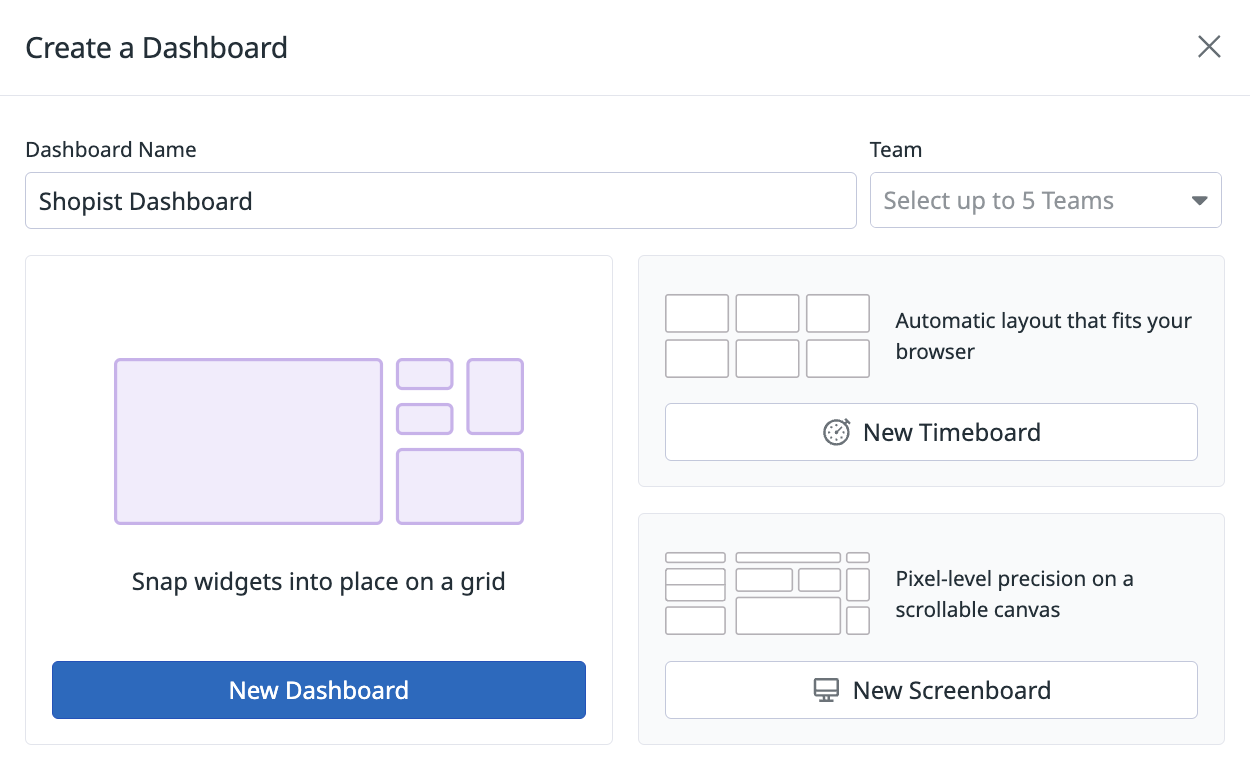 Create a Dashboard
Dashboard Name
Team
Shopist Dashboard
Select up to 5 Teams
Snap widgets into place on a grid
New Dashboard
Automatic layout that fits your
browser
New Timeboard
Pixel-level precision on a
scrollable canvas
New Screenboard